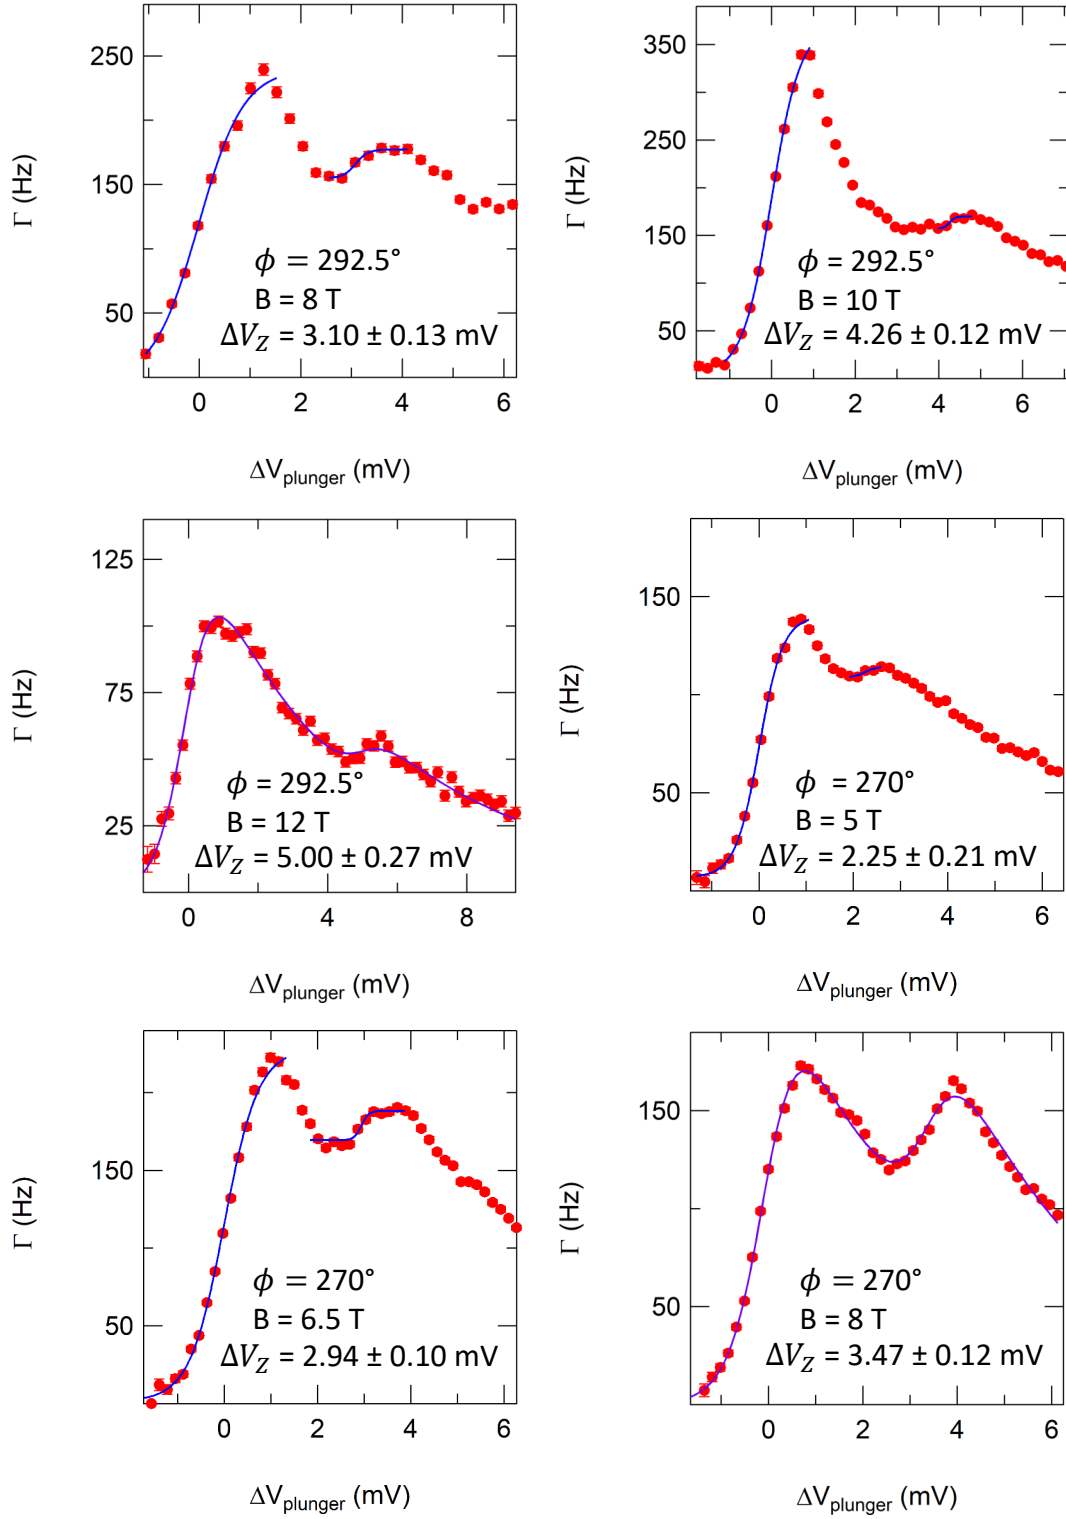 250
150
50
Γ (Hz)
ϕ = 292.5°
B = 8 T
ΔV_Z = 3.10 ± 0.13 mV
0 2 4 6
ΔV_plunger (mV)
350
250
150
50
Γ (Hz)
ϕ = 292.5°
B = 10 T
ΔV_Z = 4.26 ± 0.12 mV
0 2 4 6
ΔV_plunger (mV)
125
75
25
Γ (Hz)
ϕ = 292.5°
B = 12 T
ΔV_Z = 5.00 ± 0.27 mV
0 4 8
ΔV_plunger (mV)
150
50
Γ (Hz)
ϕ = 270°
B = 5 T
ΔV_Z = 2.25 ± 0.21 mV
0 2 4 6
ΔV_plunger (mV)
150
50
Γ (Hz)
ϕ = 270°
B = 6.5 T
ΔV_Z = 2.94 ± 0.10 mV
0 2 4 6
ΔV_plunger (mV)
150
50
Γ (Hz)
ϕ = 270°
B = 8 T
ΔV_Z = 3.47 ± 0.12 mV
0 2 4 6
ΔV_plunger (mV)